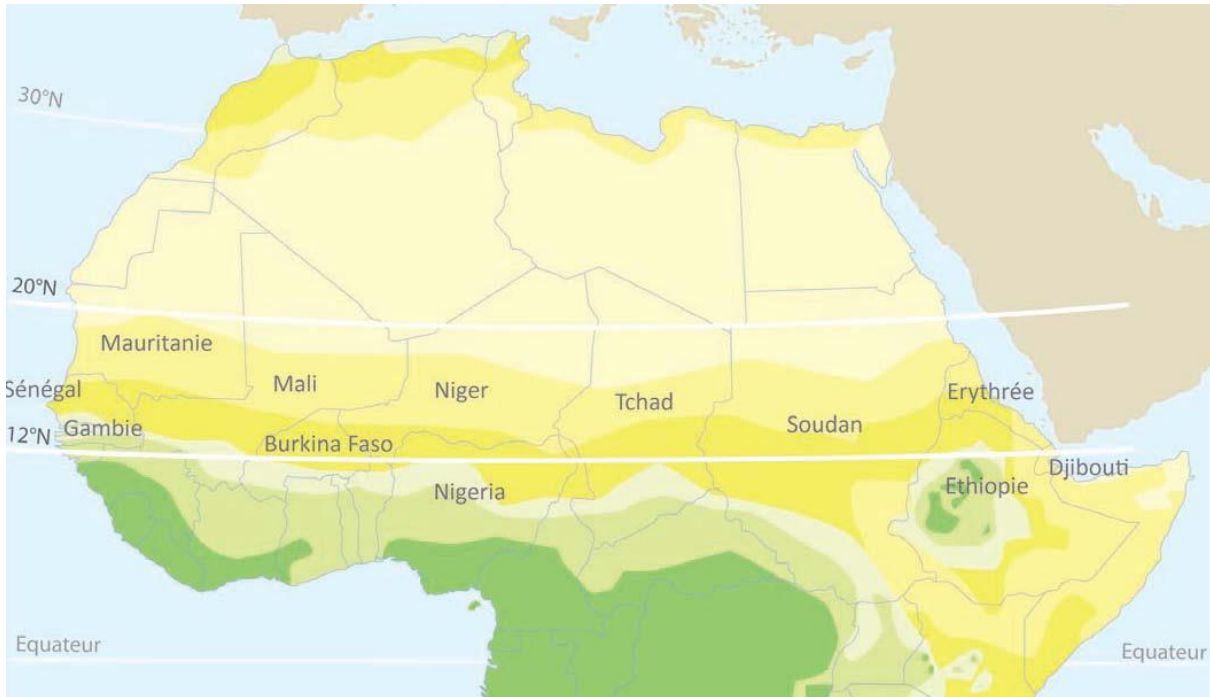 30°N
20°N
Mauritanie
Mali
Niger
Tchad
Soudan
Erythrée
Sénégal
Gambie
12°N
Burkina Faso
Nigeria
Ethiopie
Djibouti
Equateur
Equateur